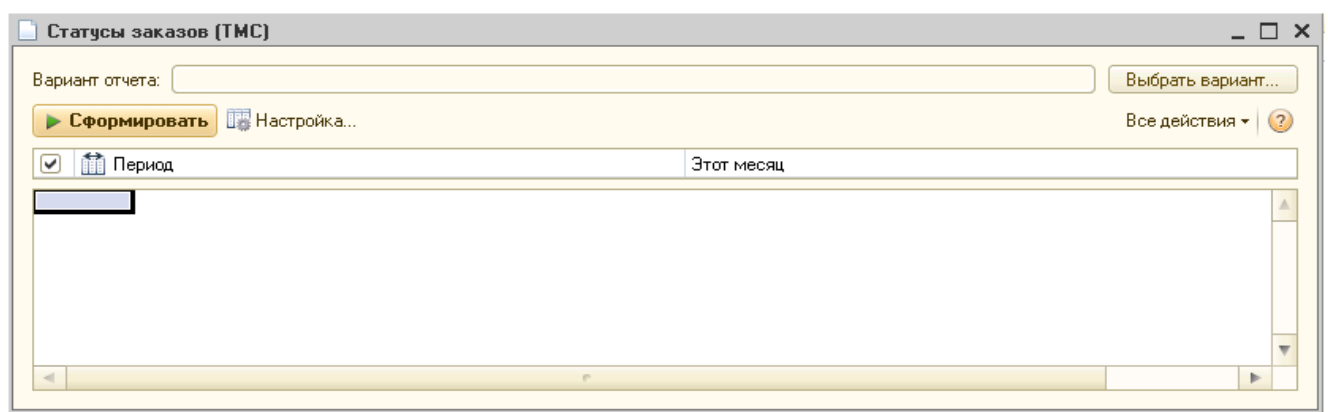 Статусы заказов (ТМС)
Вариант отчета: Выбрать вариант...
Сформировать Настройка... Все действия ?
Период Этот месяц